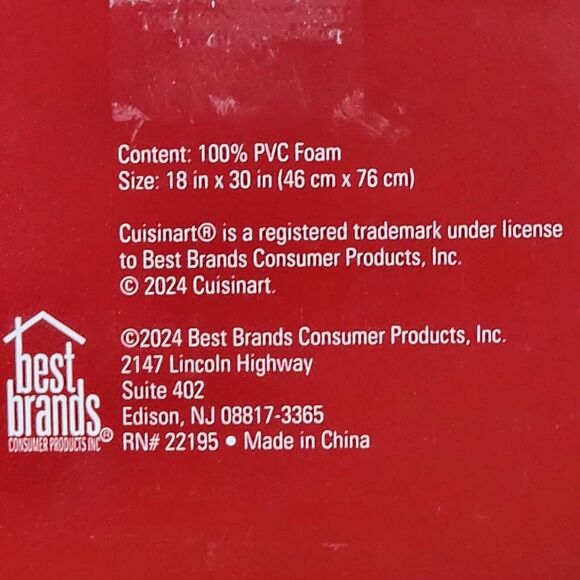 Content: 100% PVC Foam
Size: 18 in x 30 in (46 cm x 76 cm)
Cuisinart® is a registered trademark under license
to Best Brands Consumer Products, Inc.
© 2024 Cuisinart.
©2024 Best Brands Consumer Products, Inc.
2147 Lincoln Highway
Suite 402
Edison, NJ 08817-3365
RN# 22195 • Made in China
best
brands
CONSUMER PRODUCTS INC®